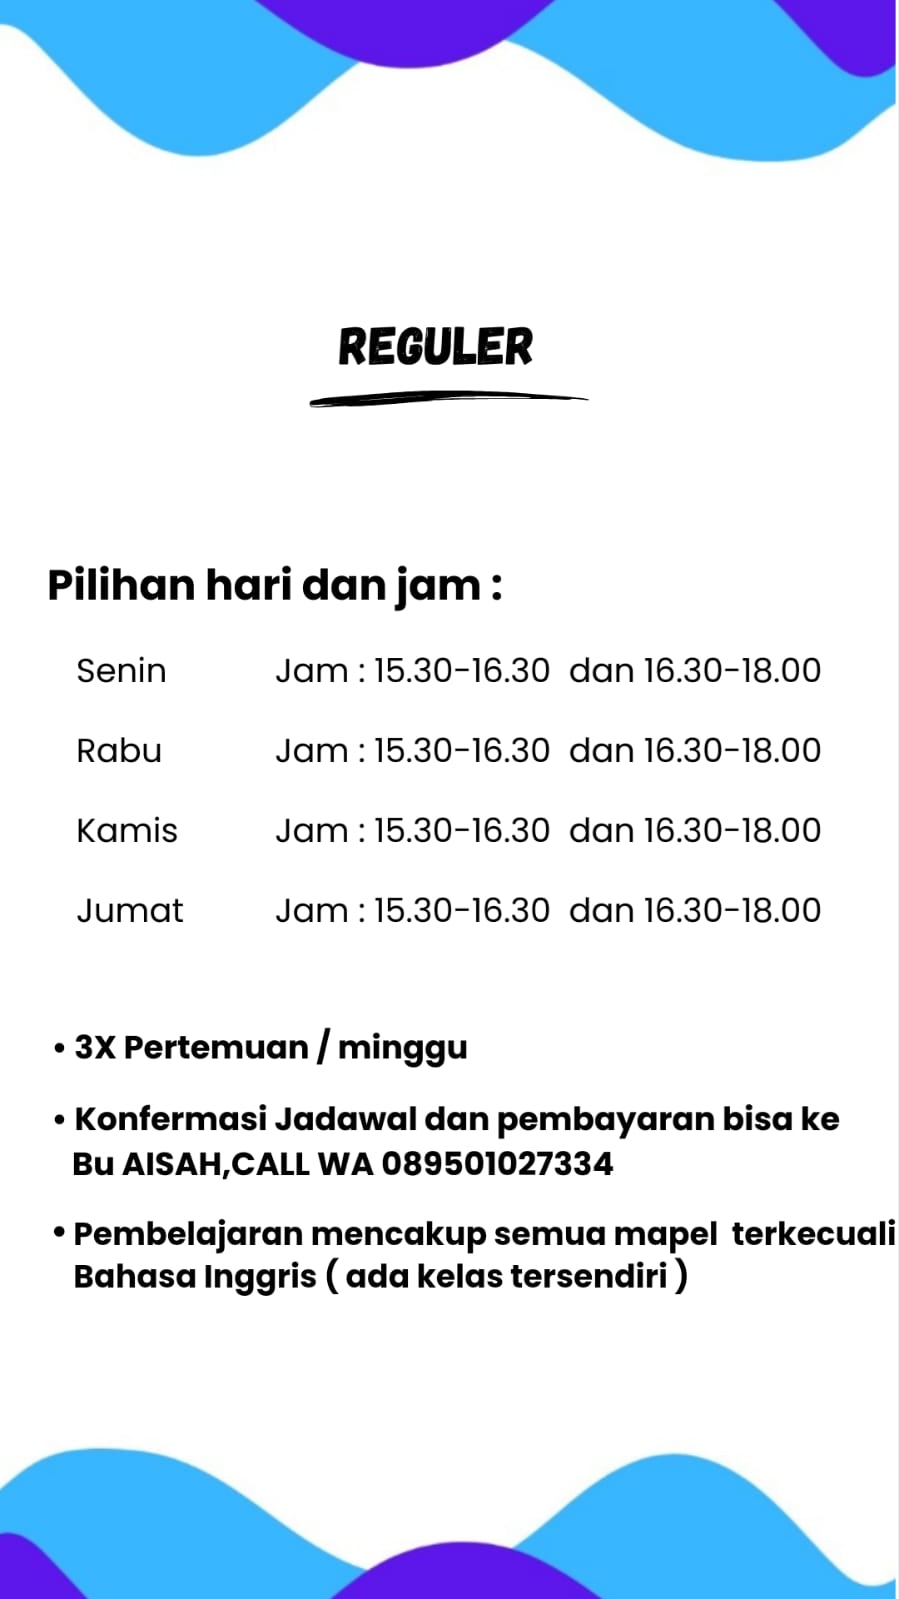 REGULER
Pilihan hari dan jam :
Senin Jam : 15.30-16.30 dan 16.30-18.00
Rabu Jam : 15.30-16.30 dan 16.30-18.00
Kamis Jam : 15.30-16.30 dan 16.30-18.00
Jumat Jam : 15.30-16.30 dan 16.30-18.00
• 3X Pertemuan / minggu
• Konfermasi Jadawal dan pembayaran bisa ke
Bu AISAH,CALL WA 089501027334
• Pembelajaran mencakup semua mapel terkecuali
Bahasa Inggris ( ada kelas tersendiri )